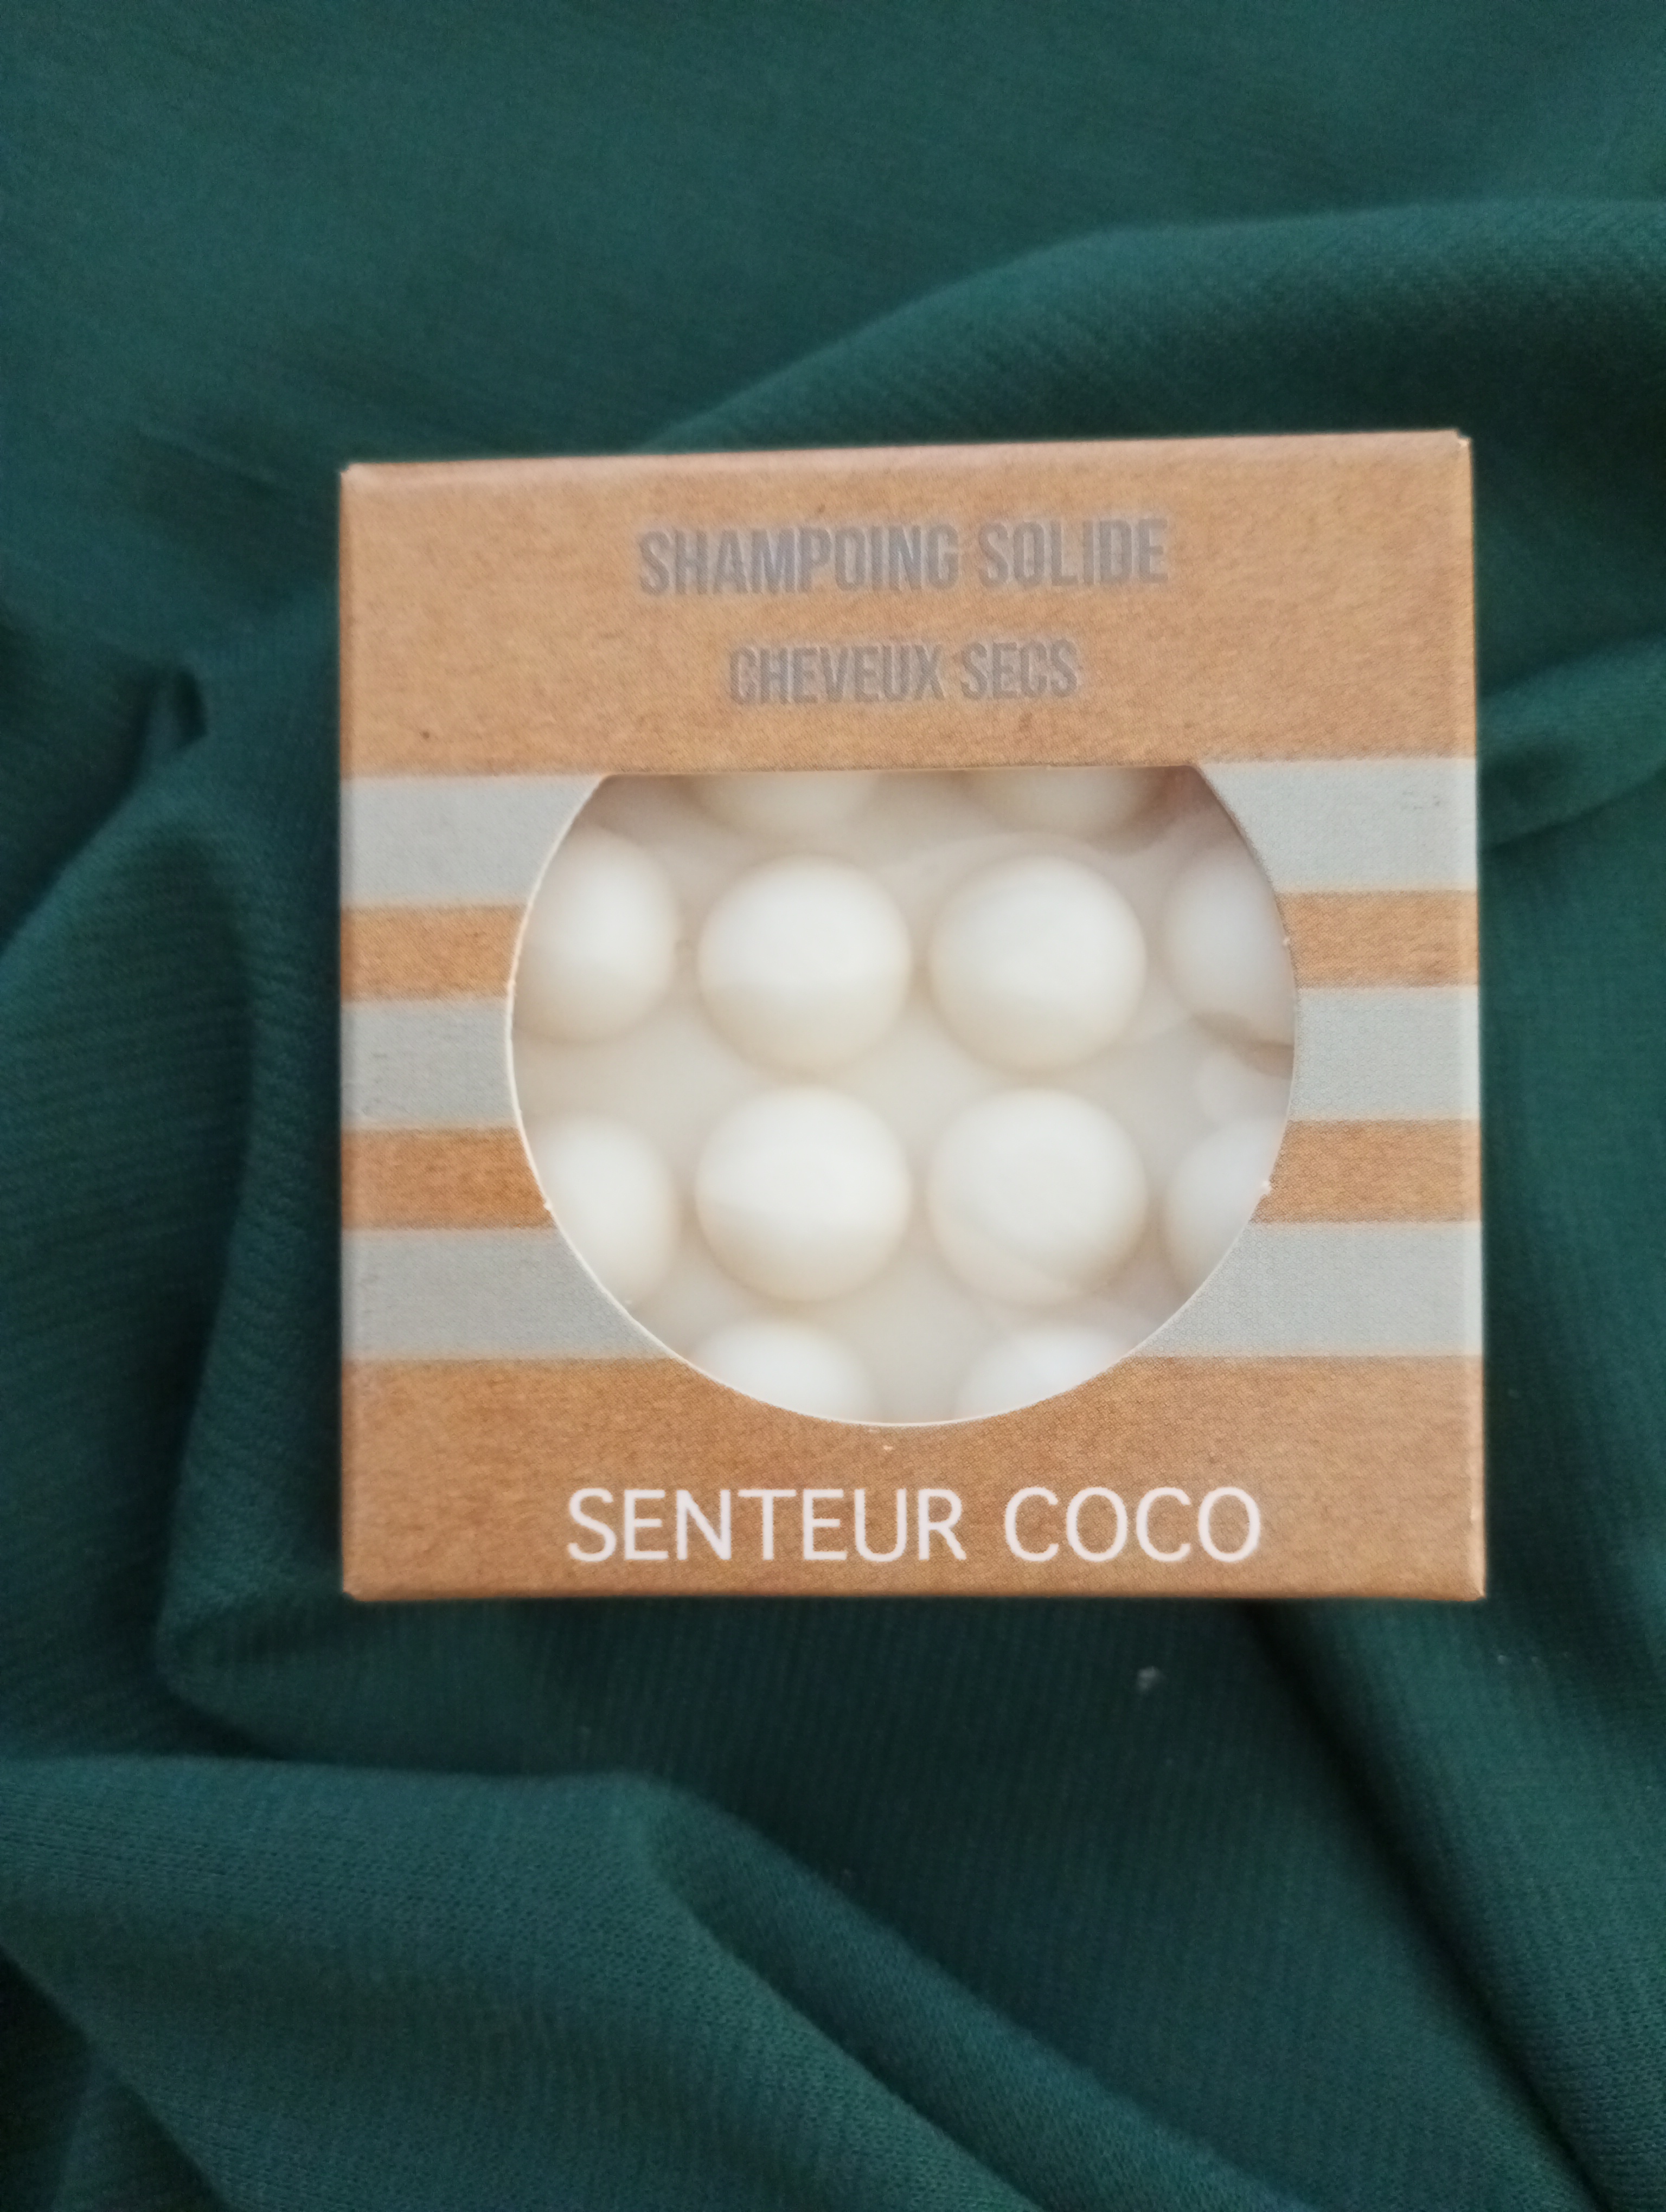 SHAMPOING SOLIDE
CHEVEUX SECS
SENTEUR COCO